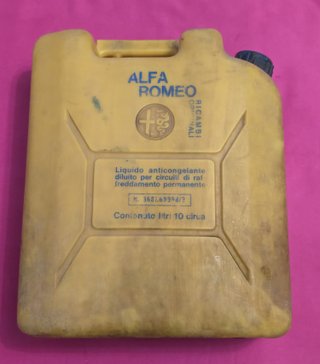 ALFA
ROMEO
RICAMBI
ORIGINALI
Liquido anticongelante
diluito per circuiti di raf
freddamento permanente
Contenuto litri 10 circa